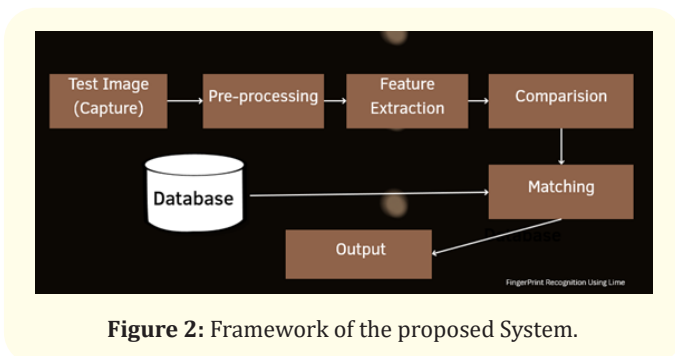 Test Image
(Capture)
Pre-processing
Feature
Extraction
Comparision
Database
Matching
Database
Output
FingerPrint Recognition Using Lime
Figure 2: Framework of the proposed System.